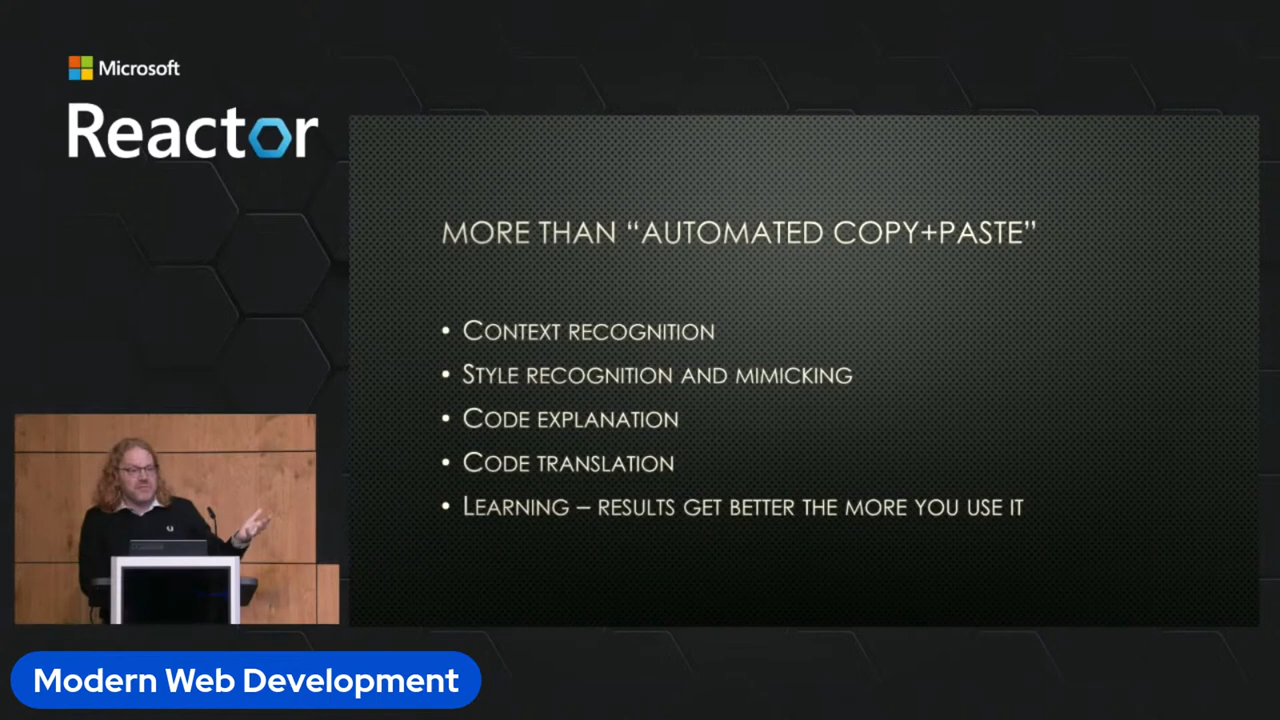 Microsoft
Reactor
MORE THAN “AUTOMATED COPY+PASTE”
• CONTEXT RECOGNITION
• STYLE RECOGNITION AND MIMICKING
• CODE EXPLANATION
• CODE TRANSLATION
• LEARNING – RESULTS GET BETTER THE MORE YOU USE IT
Modern Web Development